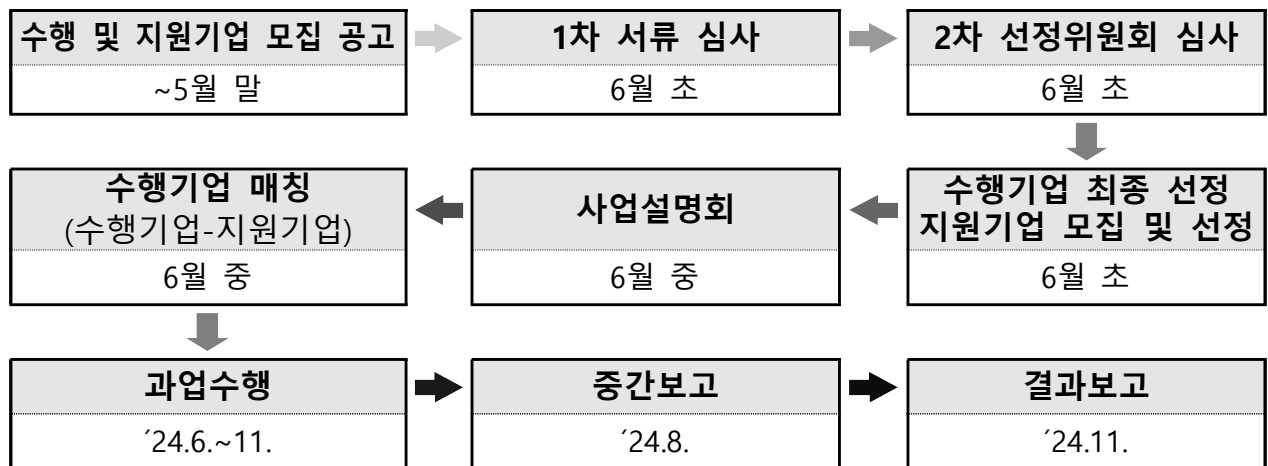 수행 및 지원기업 모집 공고
~5월 말
1차 서류 심사
6월 초
2차 선정위원회 심사
6월 초
수행기업 최종 선정
지원기업 모집 및 선정
6월 초
사업설명회
6월 중
수행기업 매칭
(수행기업-지원기업)
6월 중
과업수행
´24.6.~11.
중간보고
´24.8.
결과보고
´24.11.